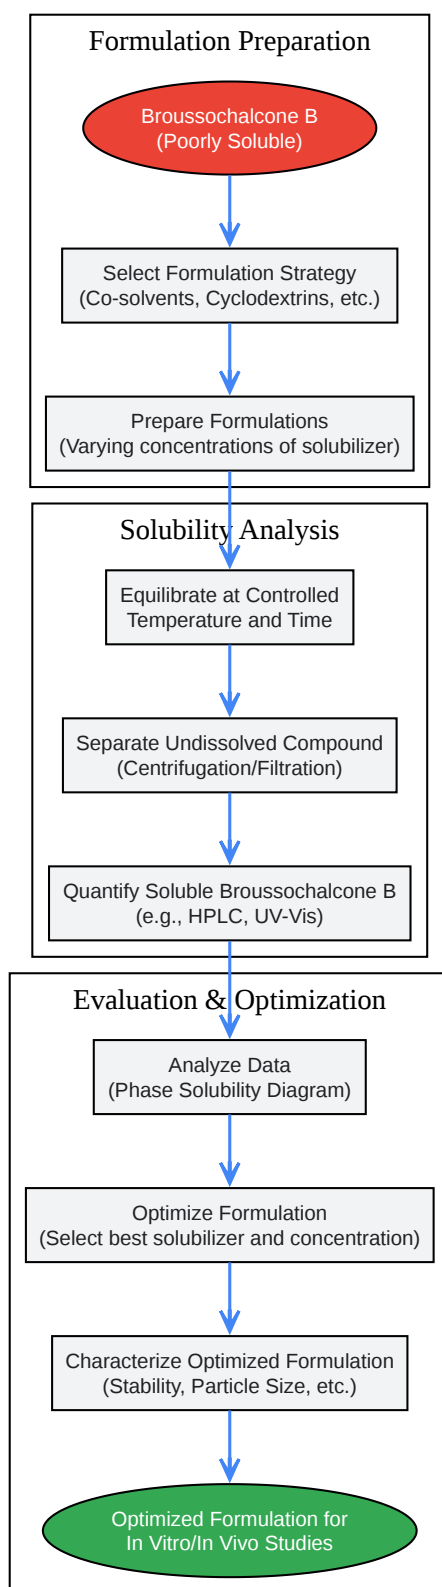 Formulation Preparation
Broussochalcone B
(Poorly Soluble)
Select Formulation Strategy
(Co-solvents, Cyclodextrins, etc.)
Prepare Formulations
(Varying concentrations of solubilizer)
Solubility Analysis
Equilibrate at Controlled
Temperature and Time
Separate Undissolved Compound
(Centrifugation/Filtration)
Quantify Soluble Broussochalcone B
(e.g., HPLC, UV-Vis)
Evaluation & Optimization
Analyze Data
(Phase Solubility Diagram)
Optimize Formulation
(Select best solubilizer and concentration)
Characterize Optimized Formulation
(Stability, Particle Size, etc.)
Optimized Formulation for
In Vitro/In Vivo Studies